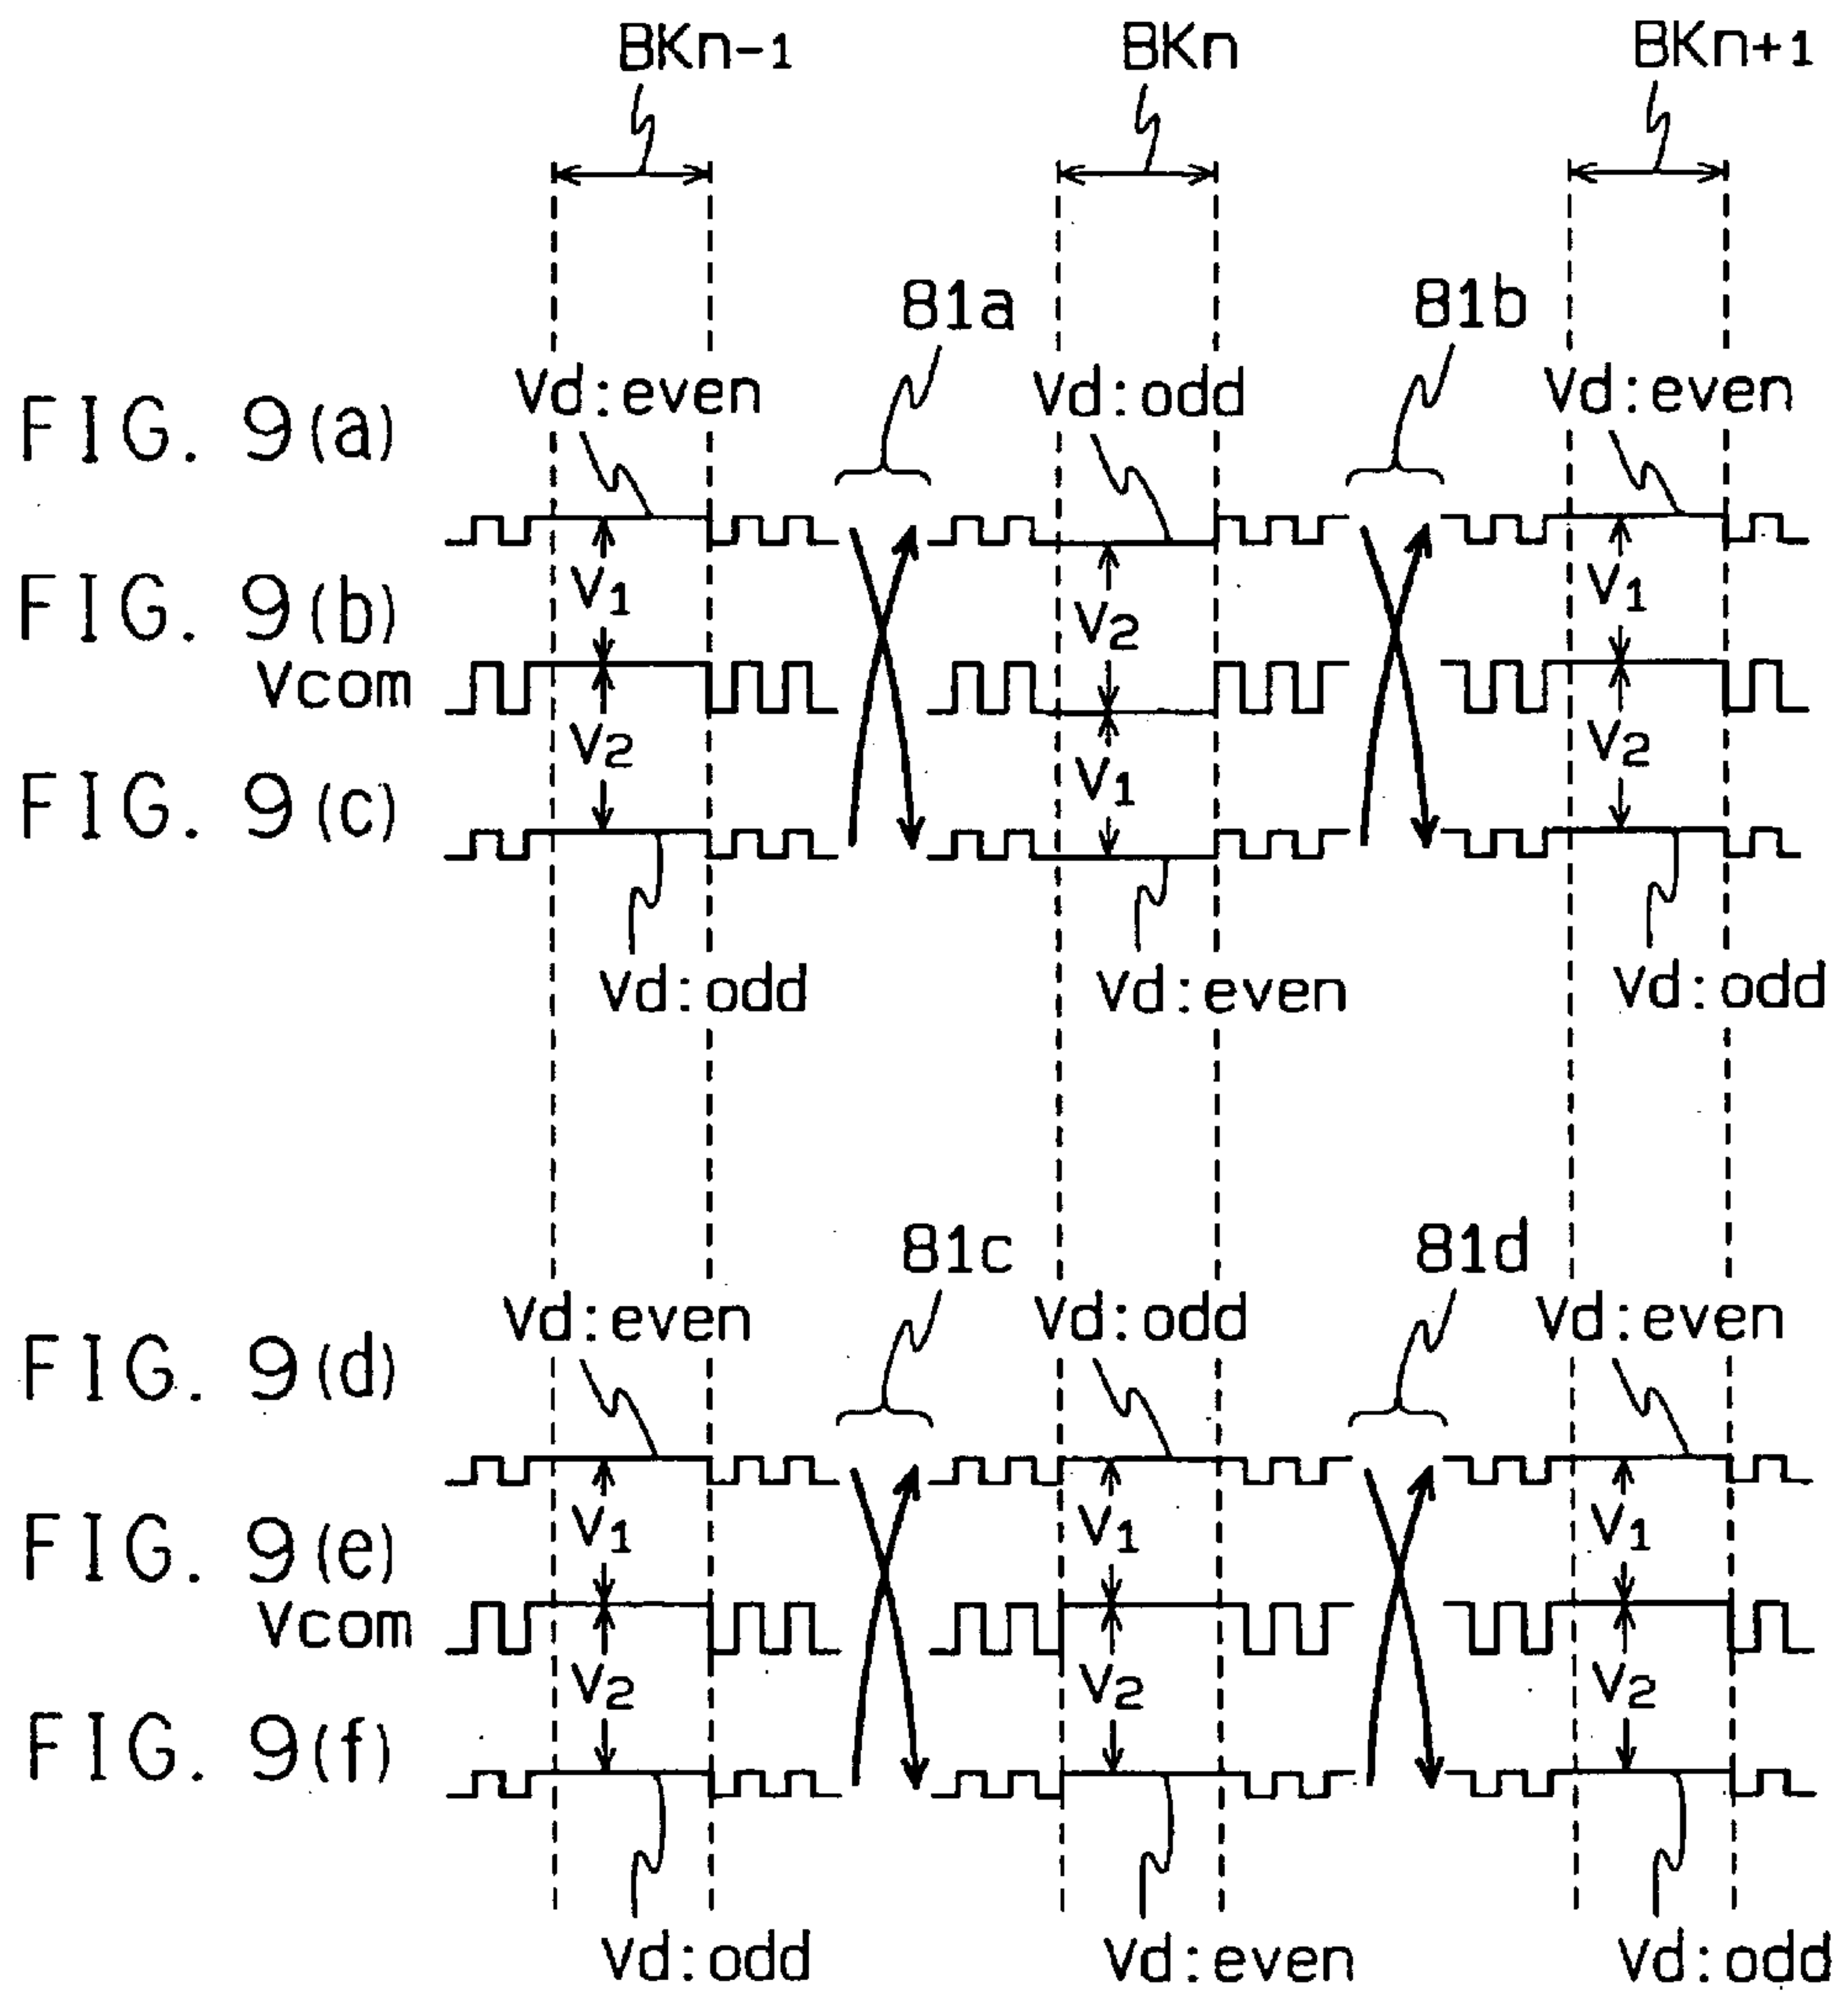 BKn-1 BKn BKn+1
81a 81b
Vd:even Vd:odd Vd:even
FIG. 9(a)
V1 V2 V1
FIG. 9(b)
Vcom
V2 V1 V2
FIG. 9(c)
Vd:odd Vd:even Vd:odd
81c 81d
Vd:even Vd:odd Vd:even
FIG. 9(d)
V1 V1 V1
FIG. 9(e)
Vcom
V2 V2 V2
FIG. 9(f)
Vd:odd Vd:even Vd:odd